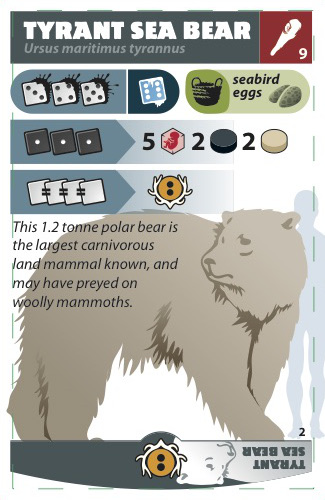 TYRANT SEA BEAR
Ursus maritimus tyrannus
9
seabird
eggs
5 2 2
This 1.2 tonne polar bear is
the largest carnivorous
land mammal known, and
may have preyed on
woolly mammoths.
2
TYRANT
SEA BEAR